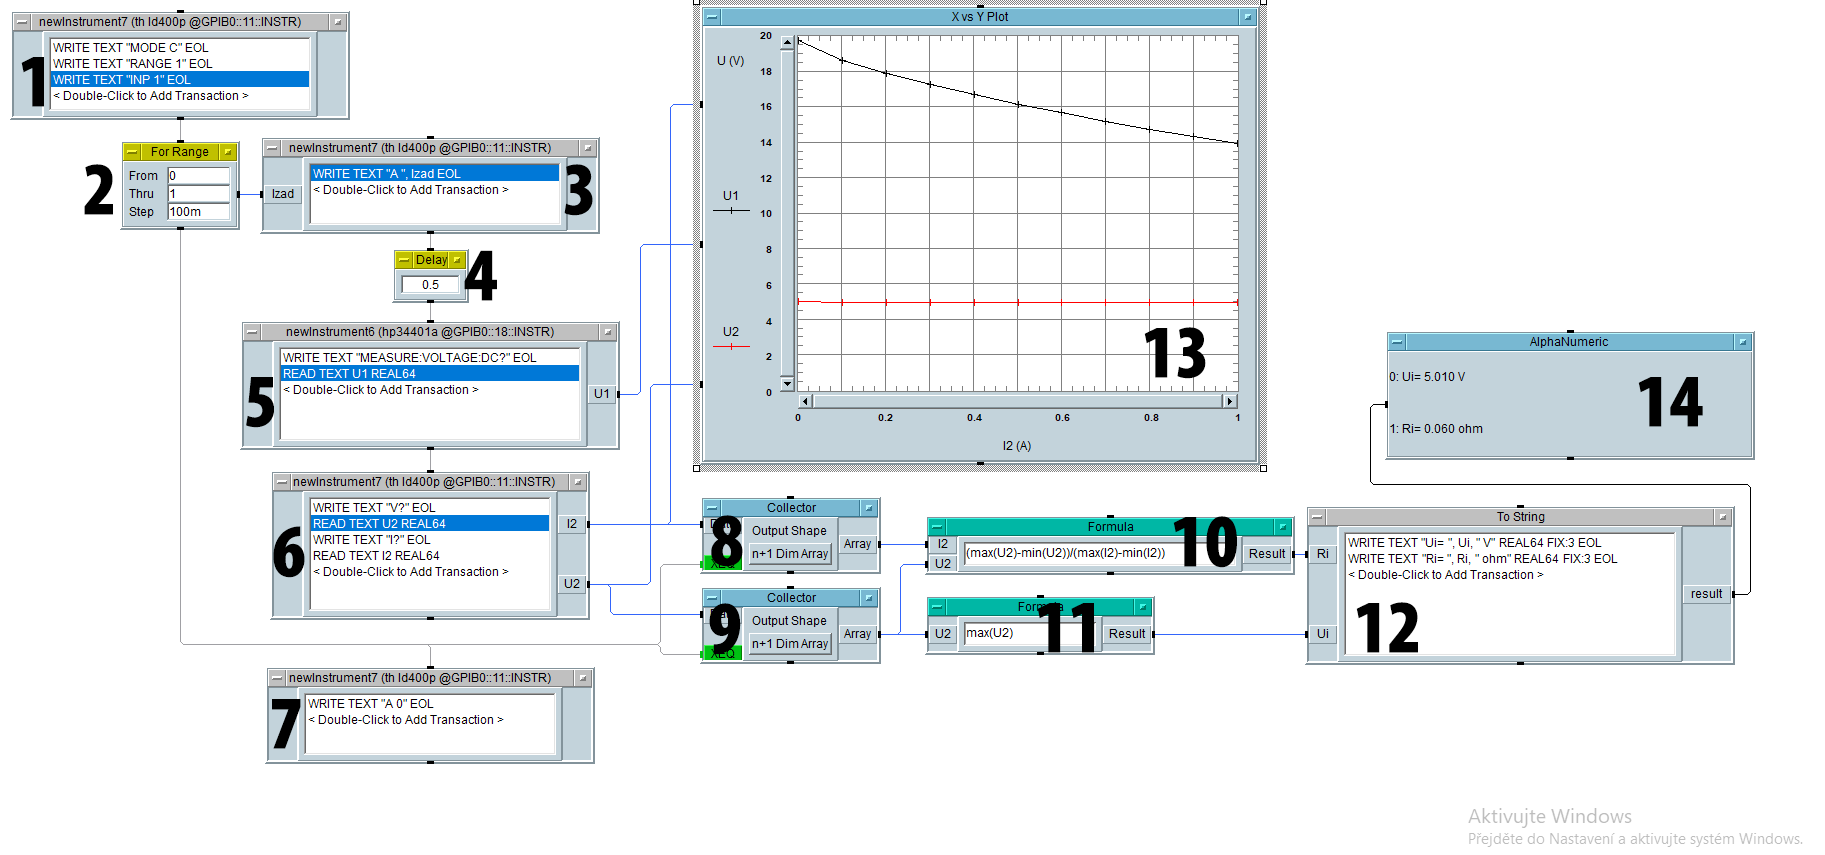 newInstrument7 (th ld400p @GPIB0::11::INSTR)
WRITE TEXT "MODE C" EOL
WRITE TEXT "RANGE 1" EOL
WRITE TEXT "INP 1" EOL
< Double-Click to Add Transaction >
1
For Range
From 0
Thru 1
Step 100m
2
newInstrument7 (th ld400p @GPIB0::11::INSTR)
Izad
WRITE TEXT "A ", Izad EOL
< Double-Click to Add Transaction >
3
Delay
0.5
4
newInstrument6 (hp34401a @GPIB0::18::INSTR)
WRITE TEXT "MEASURE:VOLTAGE:DC?" EOL
READ TEXT U1 REAL64
< Double-Click to Add Transaction >
U1
5
newInstrument7 (th ld400p @GPIB0::11::INSTR)
WRITE TEXT "V?" EOL
READ TEXT U2 REAL64
WRITE TEXT "I?" EOL
READ TEXT I2 REAL64
< Double-Click to Add Transaction >
I2
U2
6
newInstrument7 (th ld400p @GPIB0::11::INSTR)
WRITE TEXT "A 0" EOL
< Double-Click to Add Transaction >
7
X vs Y Plot
U (V)
U1
U2
20
18
16
14
12
10
8
6
4
2
0
0 0.2 0.4 0.6 0.8 1
I2 (A)
13
Collector
Output Shape
n+1 Dim Array
Array
8
Collector
Output Shape
n+1 Dim Array
Array
9
Formula
I2
U2
(max(U2)-min(U2))/(max(I2)-min(I2))
Result
10
Formula
U2
max(U2)
Result
11
To String
Ri
Ui
WRITE TEXT "Ui= ", Ui, " V" REAL64 FIX:3 EOL
WRITE TEXT "Ri= ", Ri, " ohm" REAL64 FIX:3 EOL
< Double-Click to Add Transaction >
result
12
AlphaNumeric
0: Ui= 5.010 V
1: Ri= 0.060 ohm
14
Aktivujte Windows
Přejděte do Nastavení a aktivujte systém Windows.